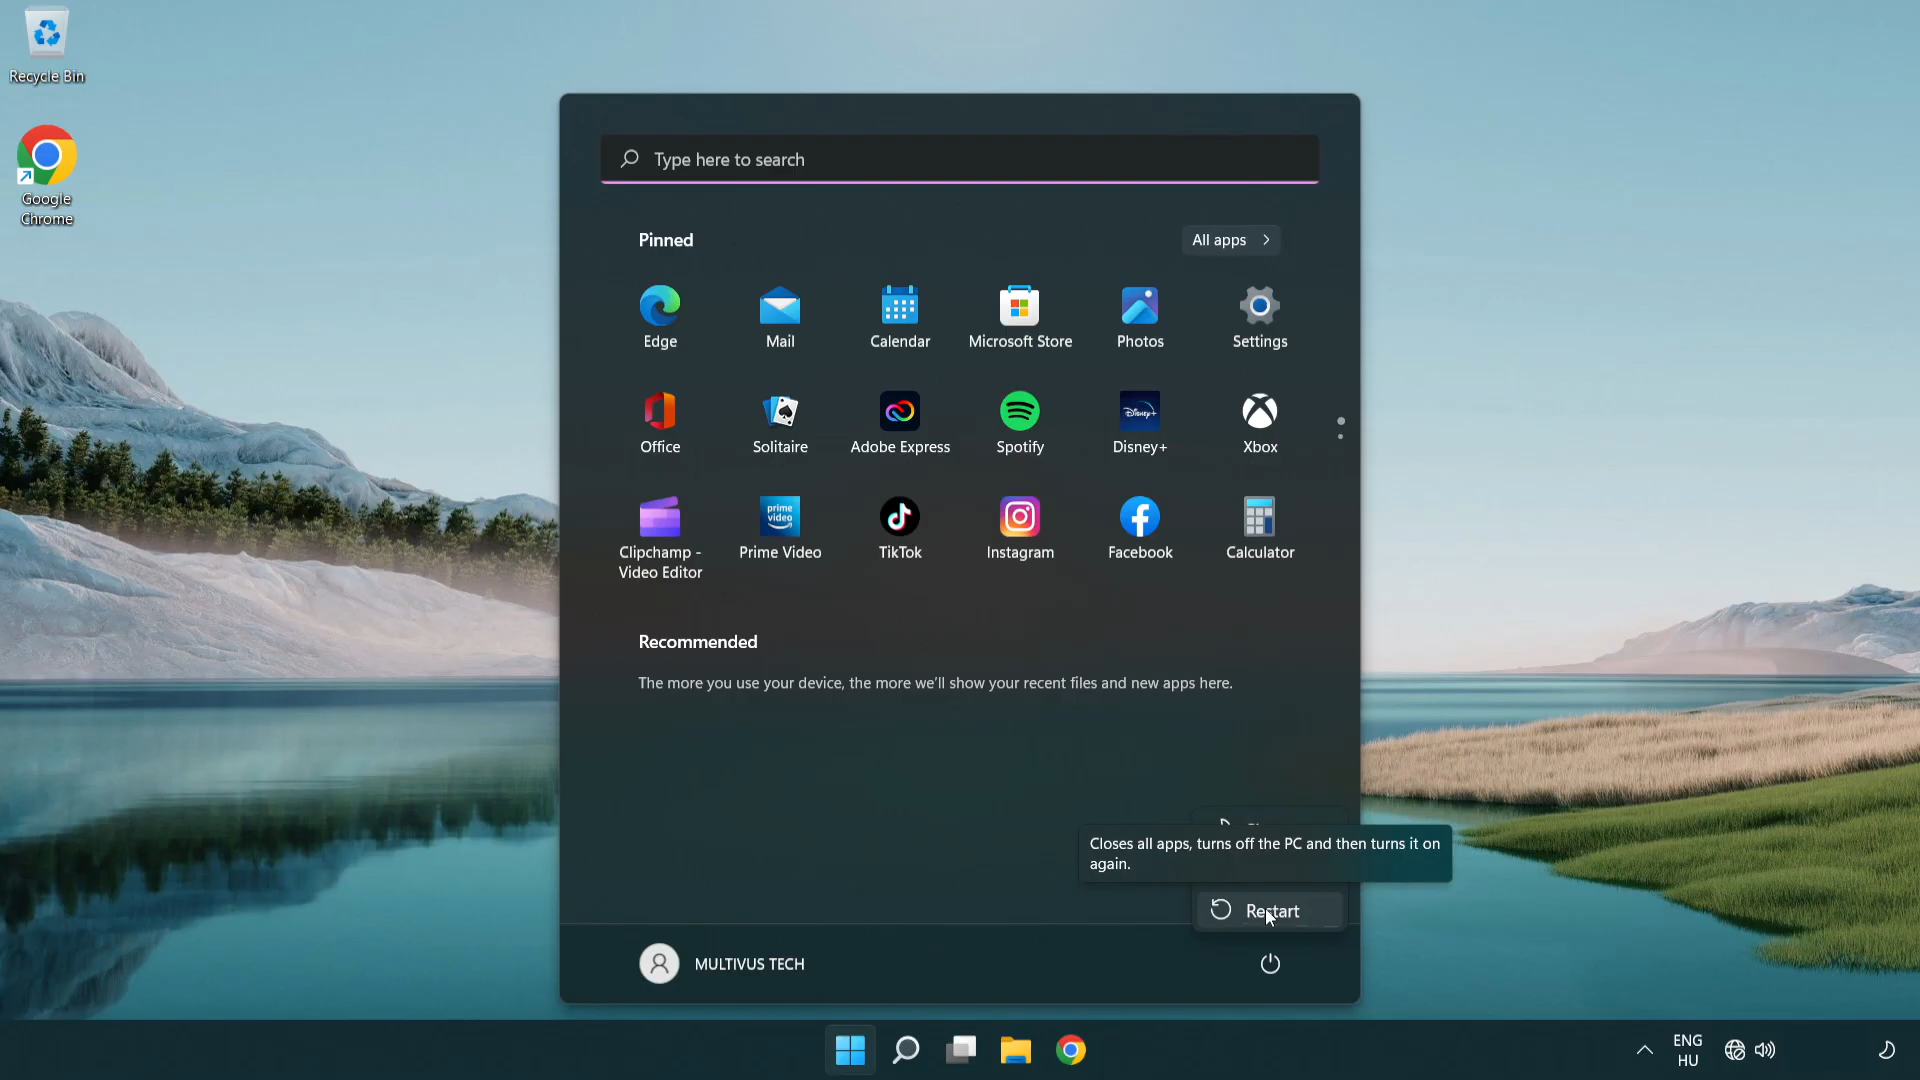 Recycle Bin
Google
Chrome
Type here to search
Pinned
All apps
Edge
Mail
Calendar
Microsoft Store
Photos
Settings
Office
Solitaire
Adobe Express
Spotify
Disney+
Disney+
Xbox
prime
video
Clipchamp -
Video Editor
Prime Video
TikTok
Instagram
Facebook
Calculator
Recommended
The more you use your device, the more we'll show your recent files and new apps here.
Closes all apps, turns off the PC and then turns it on
again.
Restart
MULTIVUS TECH
ENG
HU